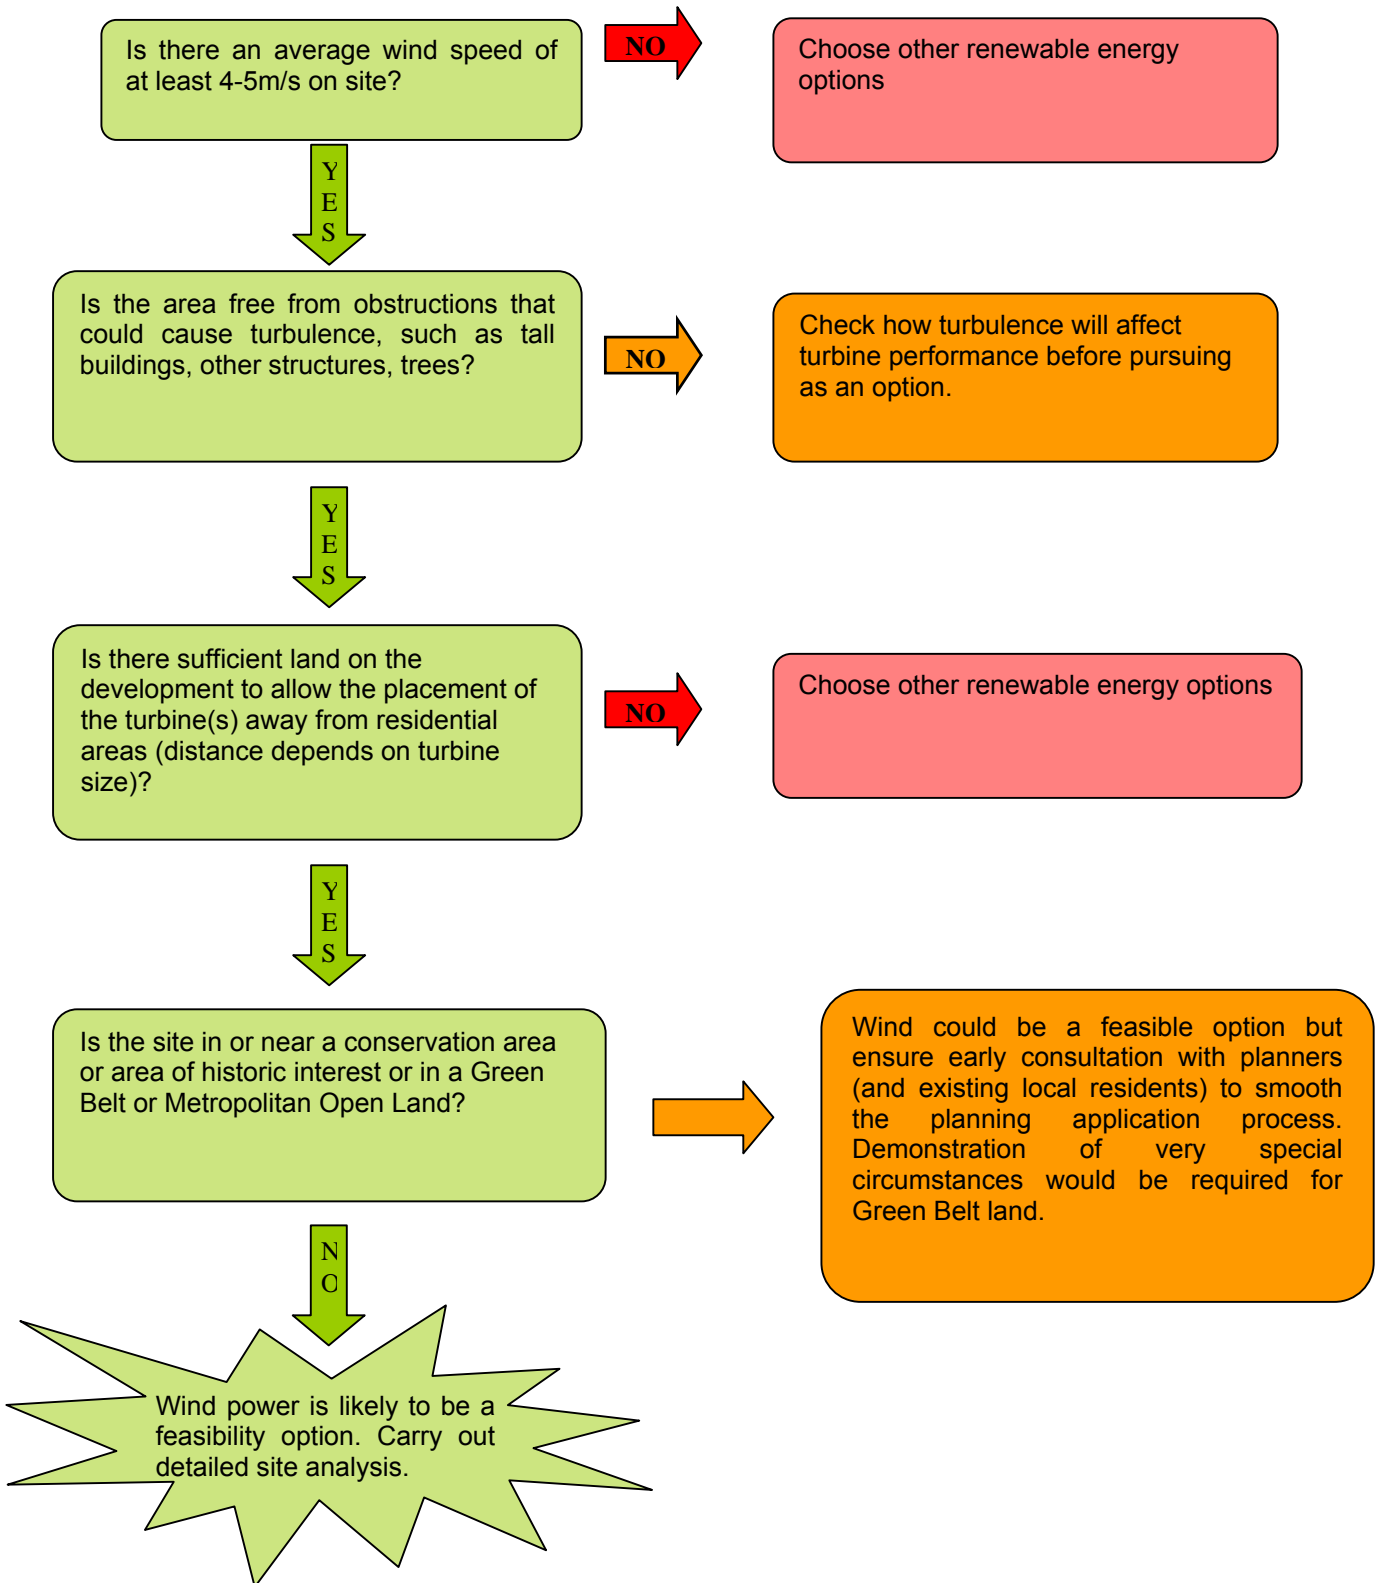 Is there an average wind speed of
at least 4-5m/s on site?
NO
Choose other renewable energy
options
YES
Is the area free from obstructions that
could cause turbulence, such as tall
buildings, other structures, trees?
NO
Check how turbulence will affect
turbine performance before pursuing
as an option.
YES
Is there sufficient land on the
development to allow the placement of
the turbine(s) away from residential
areas (distance depends on turbine
size)?
NO
Choose other renewable energy options
YES
Is the site in or near a conservation area
or area of historic interest or in a Green
Belt or Metropolitan Open Land?
Wind could be a feasible option but
ensure early consultation with planners
(and existing local residents) to smooth
the planning application process.
Demonstration of very special
circumstances would be required for
Green Belt land.
NO
Wind power is likely to be a
feasibility option. Carry out
detailed site analysis.